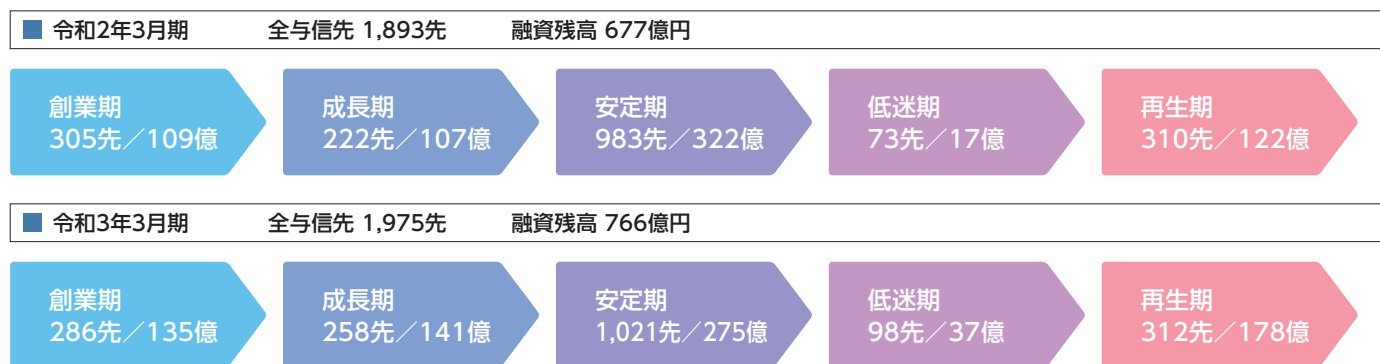 令和2年3月期 全与信先 1,893先 融資残高 677億円
創業期
305先／109億
成長期
222先／107億
安定期
983先／322億
低迷期
73先／17億
再生期
310先／122億
令和3年3月期 全与信先 1,975先 融資残高 766億円
創業期
286先／135億
成長期
258先／141億
安定期
1,021先／275億
低迷期
98先／37億
再生期
312先／178億